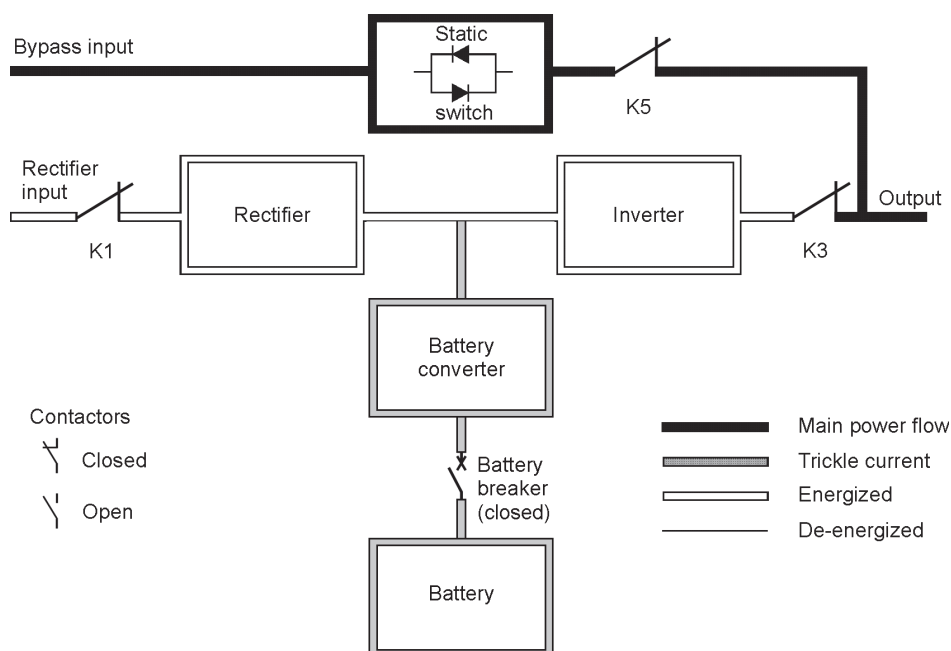 Bypass input
Static
switch
K5
Rectifier
input
K1
Rectifier
Inverter
K3
Output
Battery
converter
Contactors
Closed
Open
Battery
breaker
(closed)
Battery
Main power flow
Trickle current
Energized
De-energized